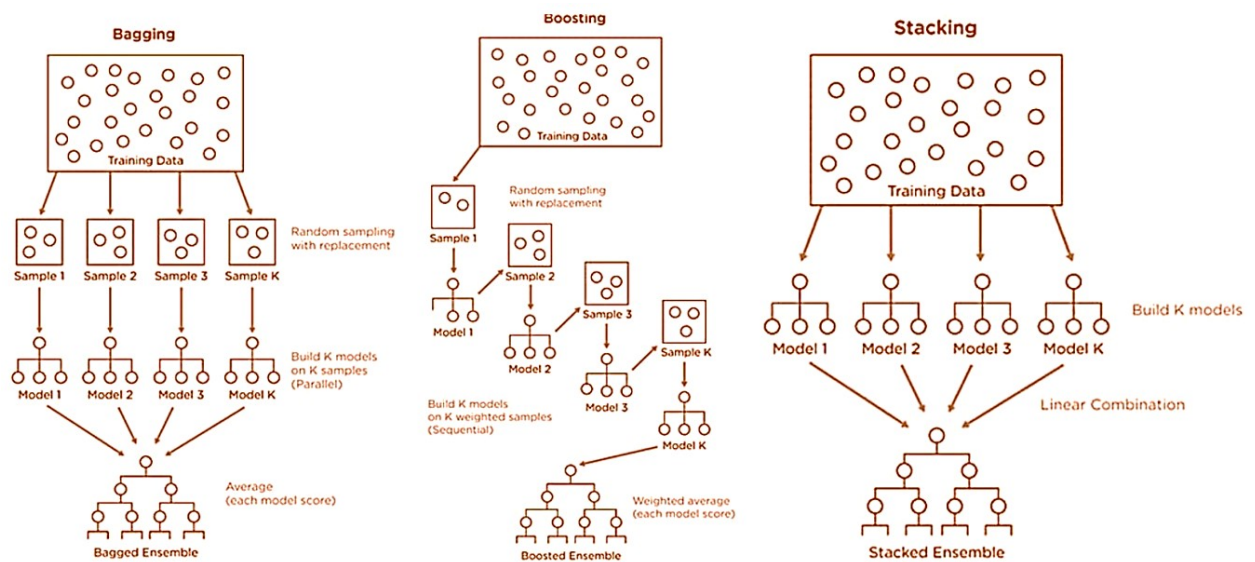 Bagging
Training Data
Random sampling
with replacement
Sample 1
Sample 2
Sample 3
Sample K
Build K models
on K samples
(Parallel)
Model 1
Model 2
Model 3
Model K
Average
(each model score)
Bagged Ensemble
Boosting
Training Data
Random sampling
with replacement
Sample 1
Sample 2
Sample 3
Sample K
Model 1
Model 2
Model 3
Model K
Build K models
on K weighted samples
(Sequential)
Weighted average
(each model score)
Boosted Ensemble
Stacking
Training Data
Build K models
Model 1
Model 2
Model 3
Model K
Linear Combination
Stacked Ensemble